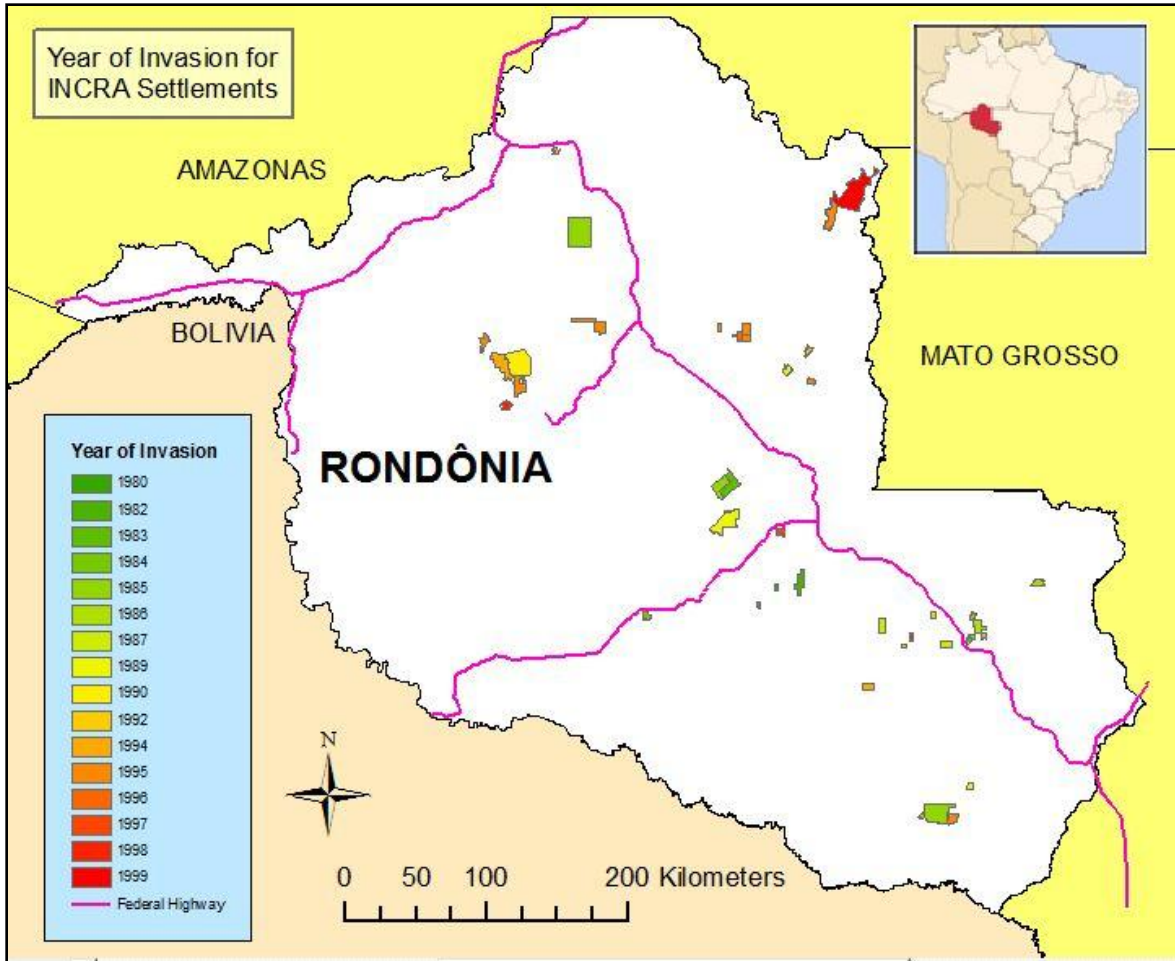 Year of Invasion for
INCRA Settlements
AMAZONAS
BOLIVIA
MATO GROSSO
RONDÔNIA
Year of Invasion
1980
1982
1983
1984
1985
1986
1987
1989
1990
1992
1994
1995
1996
1997
1998
1999
Federal Highway
N
0 50 100 200 Kilometers